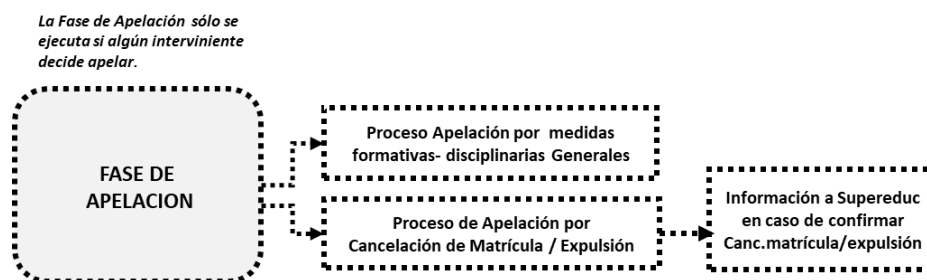 La Fase de Apelación sólo se
ejecuta si algún interviniente
decide apelar.
FASE DE
APELACION
Proceso Apelación por medidas
formativas- disciplinarias Generales
Proceso de Apelación por
Cancelación de Matrícula / Expulsión
Información a Supereduc
en caso de confirmar
Canc.matrícula/expulsión